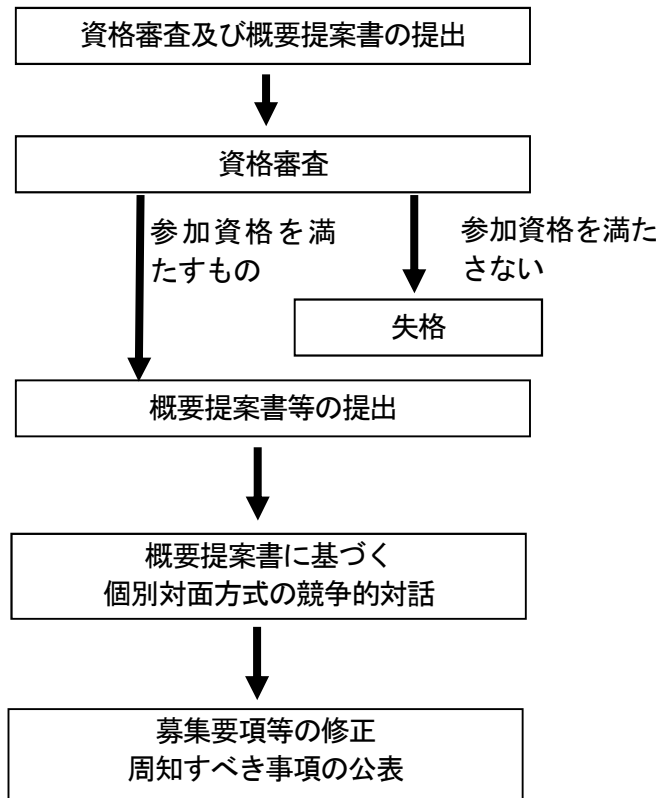 資格審査及び概要提案書の提出
資格審査
参加資格を満
たすもの
参加資格を満た
さない
失格
概要提案書等の提出
概要提案書に基づく
個別対面方式の競争的対話
募集要項等の修正
周知すべき事項の公表